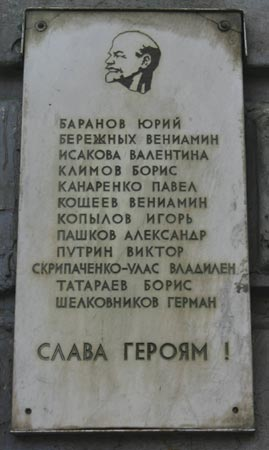 БАРАНОВ ЮРИЙ
БЕРЕЖНЫХ ВЕНИАМИН
ИСАКОВА ВАЛЕНТИНА
КЛИМОВ БОРИС
КАНАРЕНКО ПАВЕЛ
КОЩЕЕВ ВЕНИАМИН
КОПЫЛОВ ИГОРЬ
ПАШКОВ АЛЕКСАНДР
ПУТРИН ВИКТОР
СКРИПАЧЕНКО-УЛАС ВЛАДИЛЕН
ТАТАРАЕВ БОРИС
ШЕЛКОВНИКОВ ГЕРМАН
СЛАВА ГЕРОЯМ !